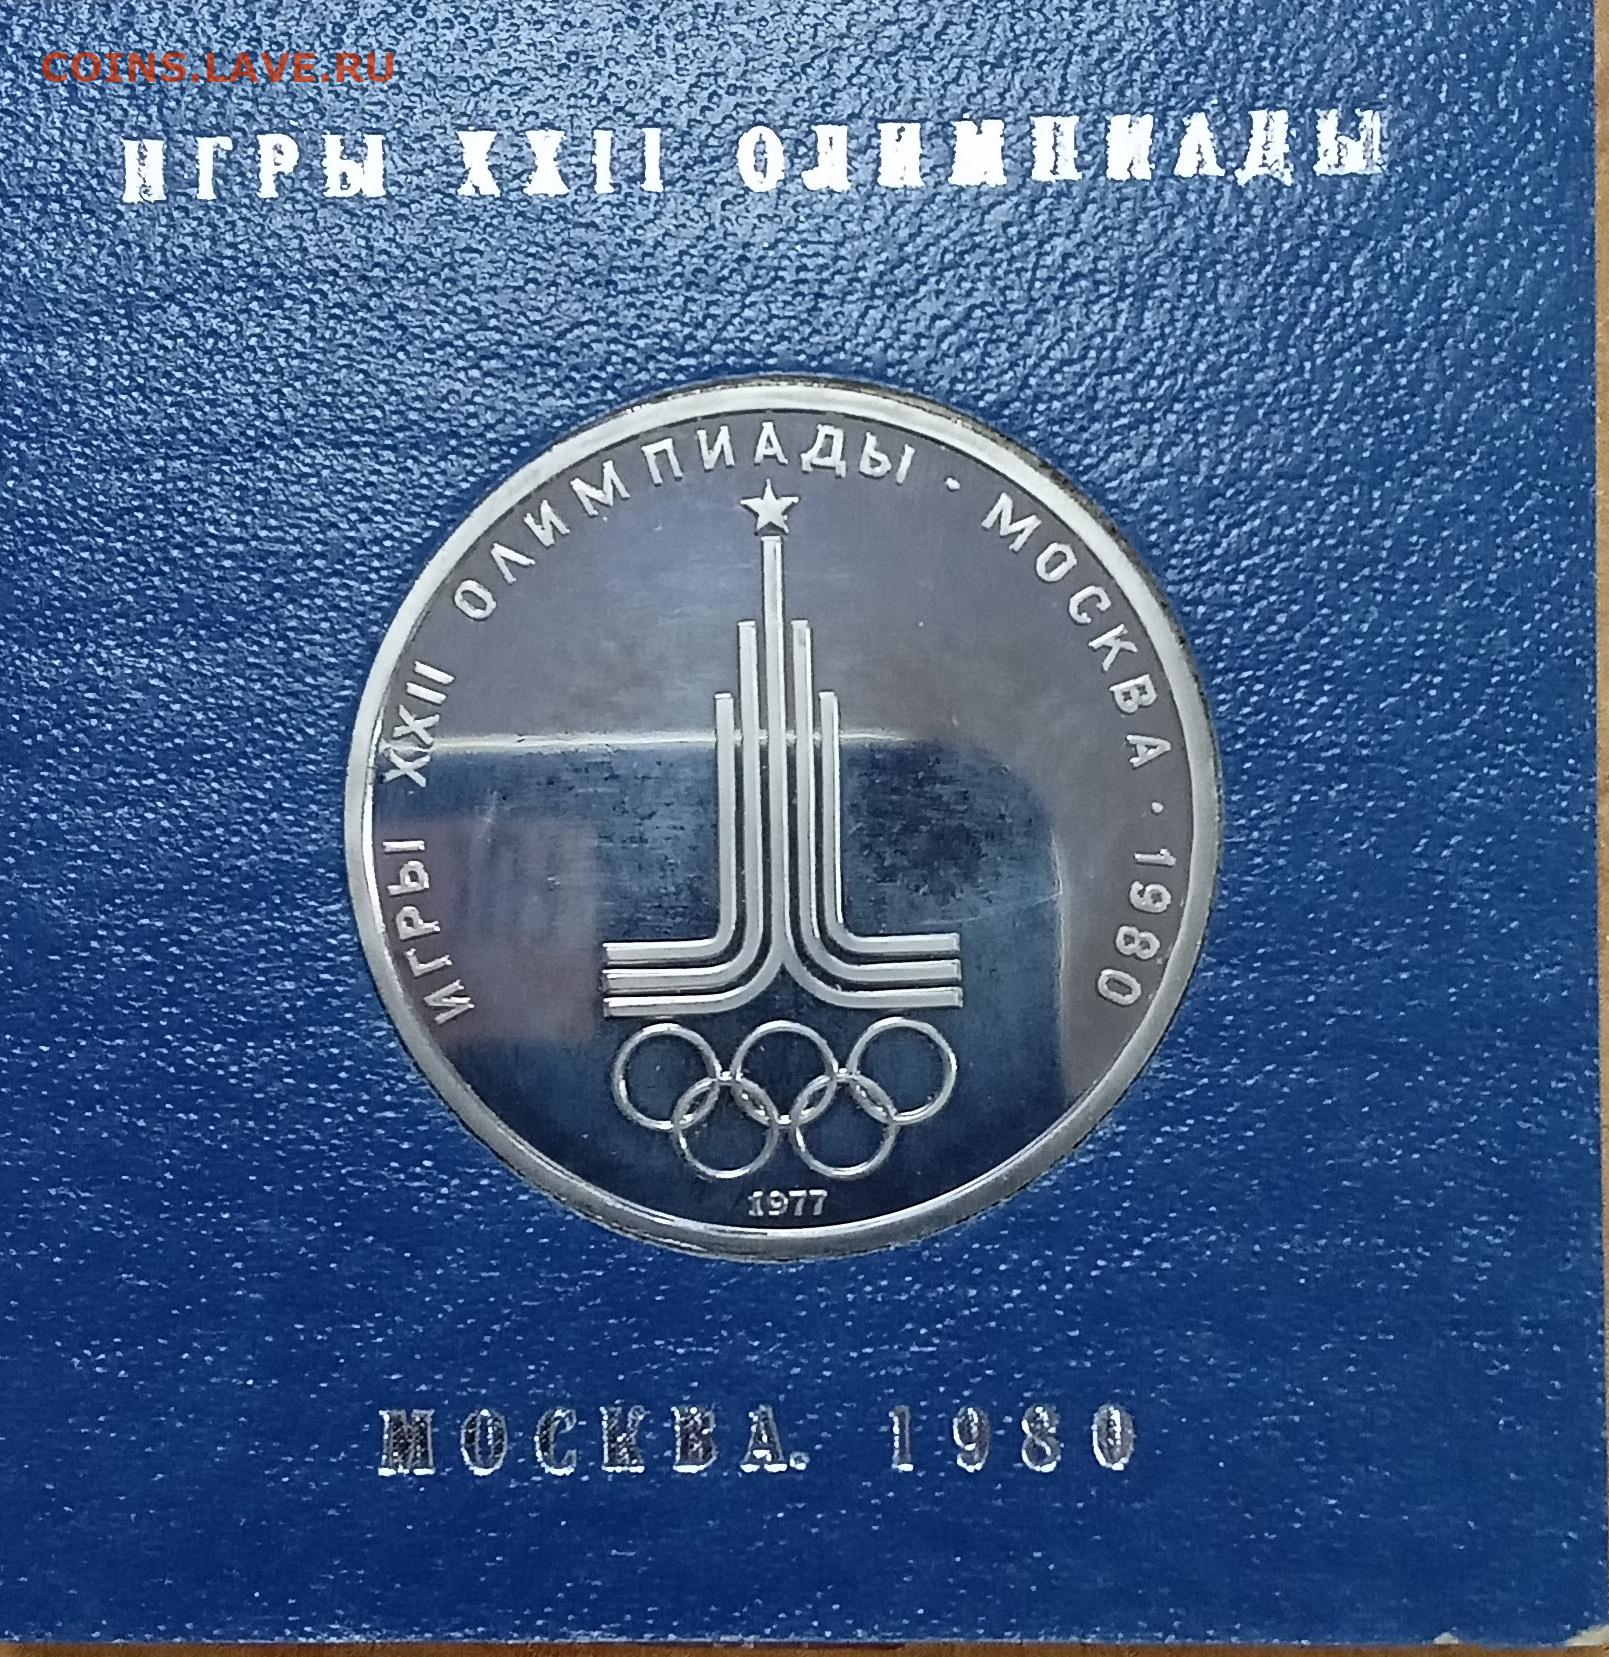 COINS.LAVE.RU
ИГРЫ XXII ОЛИМПИАДЫ
ИГРЫ XXII ОЛИМПИАДЫ · МОСКВА · 1980
1977
МОСКВА. 1980